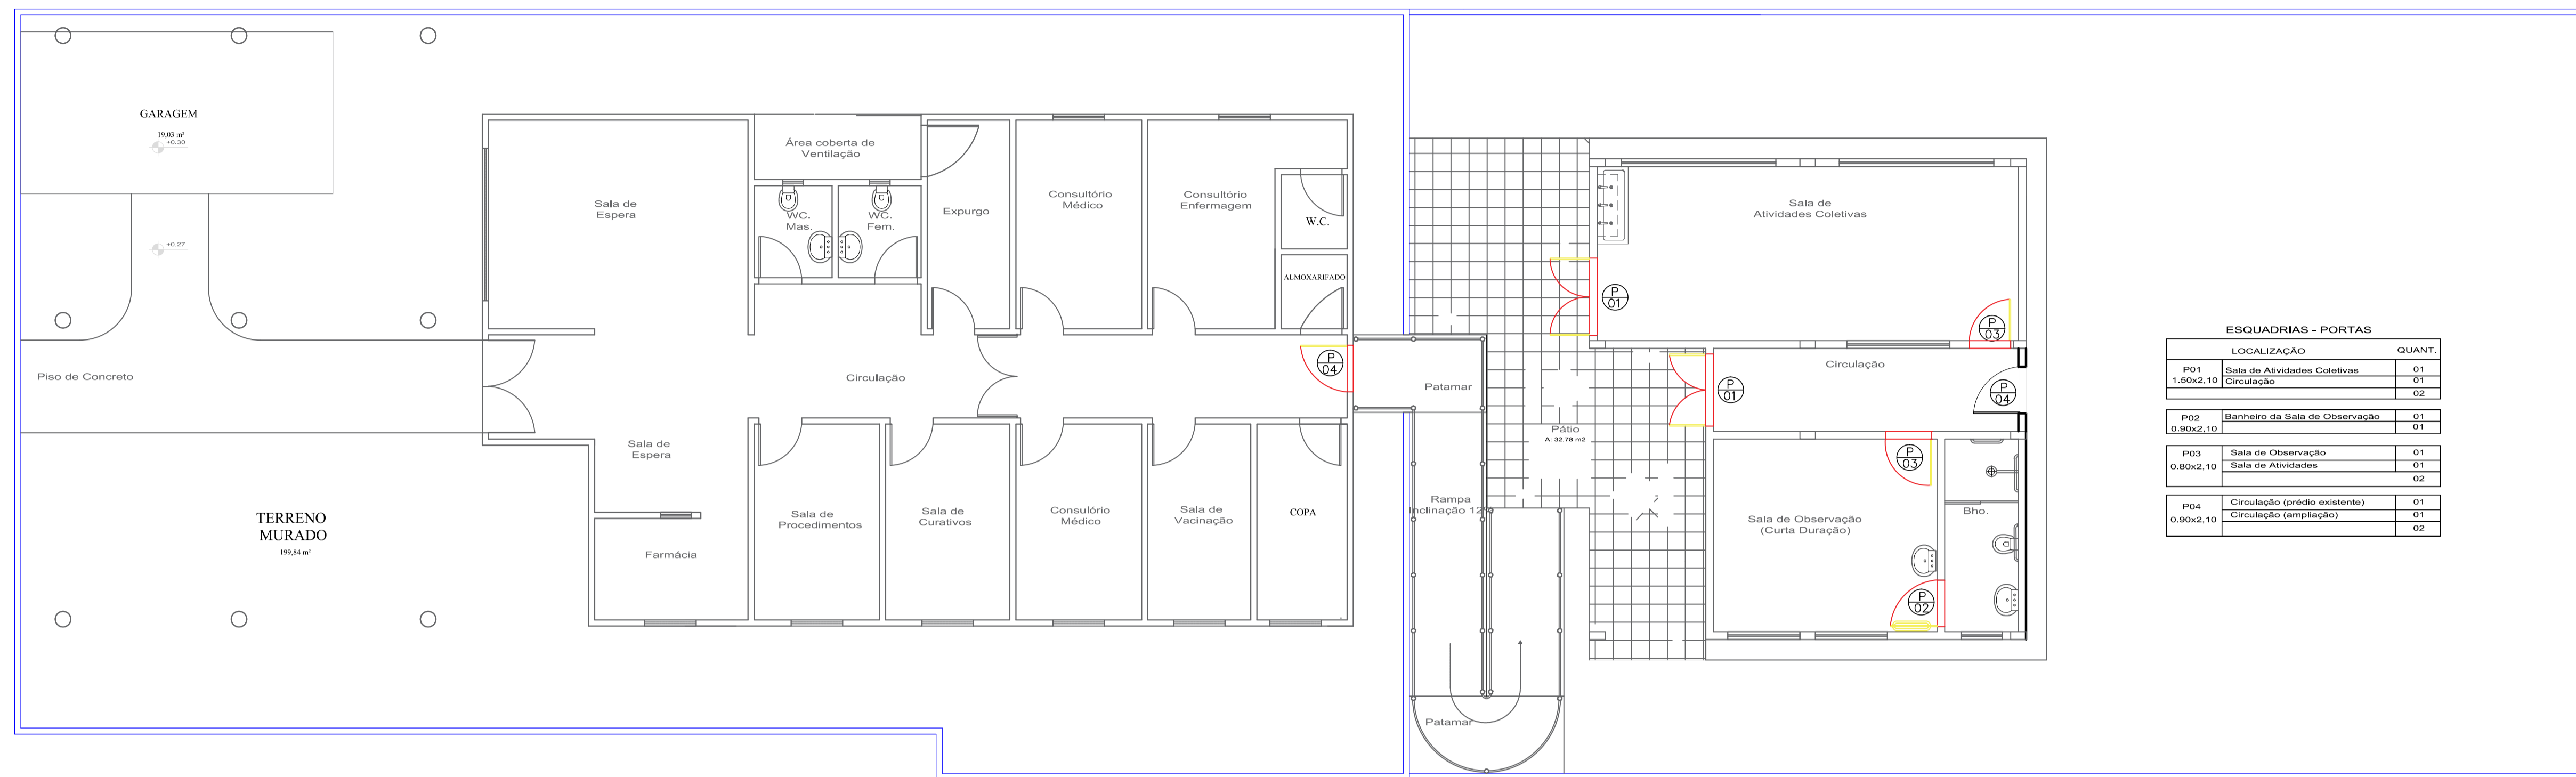 GARAGEM
19,03 m²
+0.30
+0,27
Piso de Concreto
TERRENO
MURADO
199,84 m²
Sala de
Espera
Área coberta de
Ventilação
WC.
Mas.
WC.
Fem.
Expurgo
Consultório
Médico
Consultório
Enfermagem
W.C.
ALMOXARIFADO
Circulação
P
04
Sala de
Espera
Farmácia
Sala de
Procedimentos
Sala de
Curativos
Consulório
Médico
Sala de
Vacinação
COPA
Patamar
Rampa
Inclinação 12%
Patamar
Pátio
A: 32.78 m2
Sala de
Atividades Coletivas
P
01
P
03
Circulação
P
01
P
04
P
03
Sala de Observação
(Curta Duração)
P
02
Bho.
ESQUADRIAS - PORTAS
LOCALIZAÇÃO QUANT.
P01 Sala de Atividades Coletivas 01
1.50x2,10 Circulação 01
02
P02 Banheiro da Sala de Observação 01
0.90x2,10 01
P03 Sala de Observação 01
0.80x2,10 Sala de Atividades 01
02
P04 Circulação (prédio existente) 01
0.90x2,10 Circulação (ampliação) 01
02